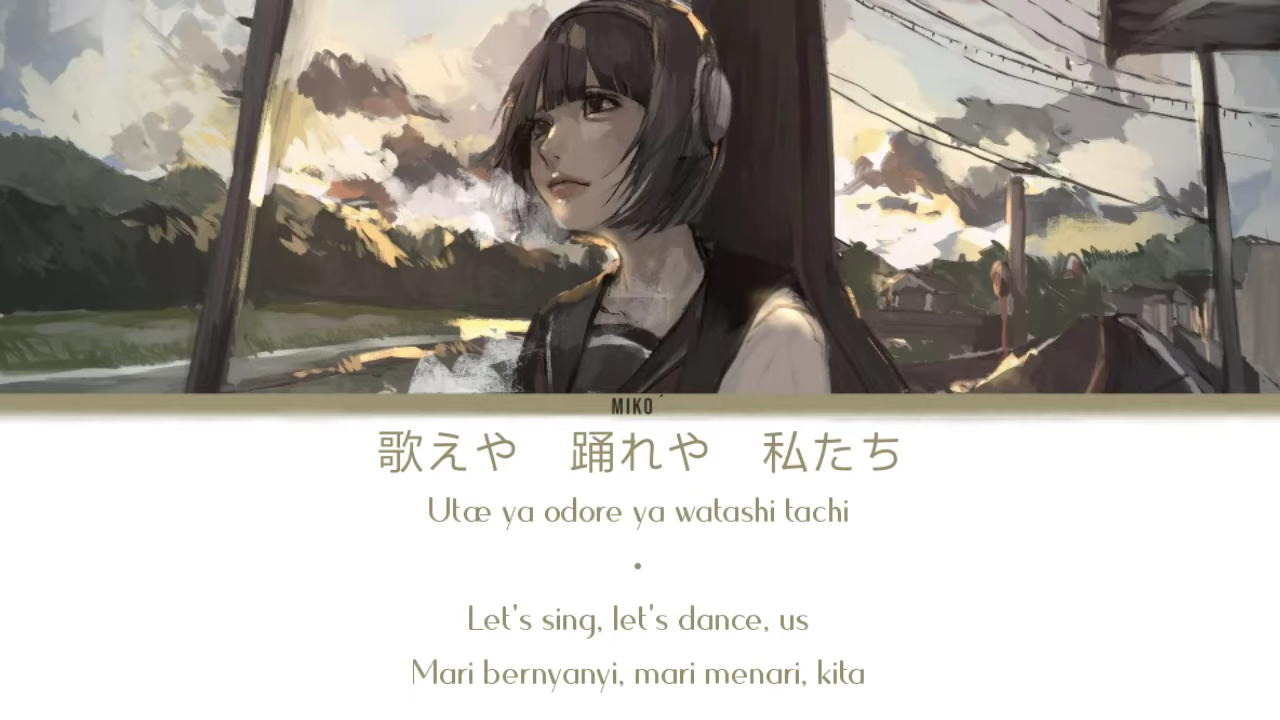 MIKO´
歌えや　踊れや　私たち
Utæ ya odore ya watashi tachi
•
Let's sing, let's dance, us
Mari bernyanyi, mari menari, kita